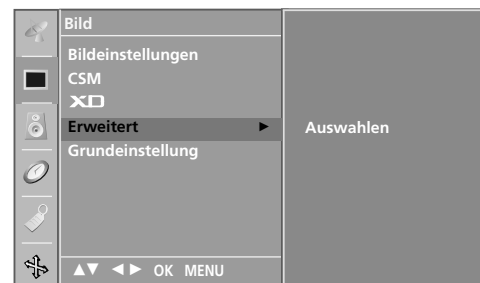 Bild
Bildeinstellungen
CSM
XD
Erweitert ► Auswahlen
Grundeinstellung
▲▼ ◄► OK MENU